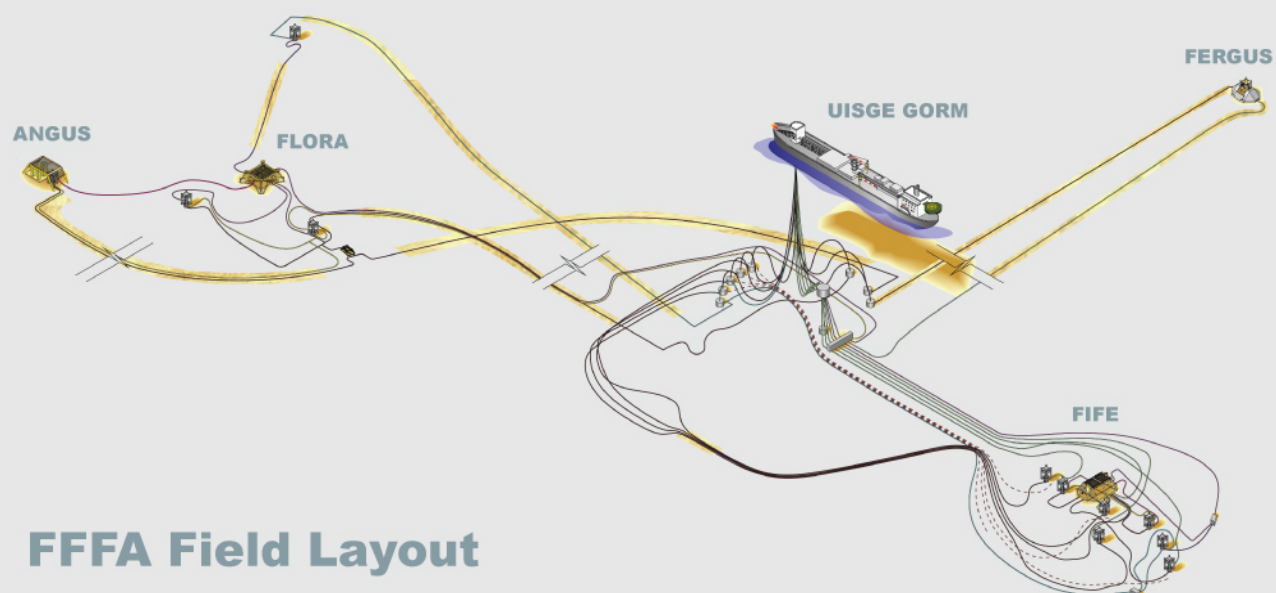 FERGUS
UISGE GORM
ANGUS
FLORA
FIFE
FFFA Field Layout